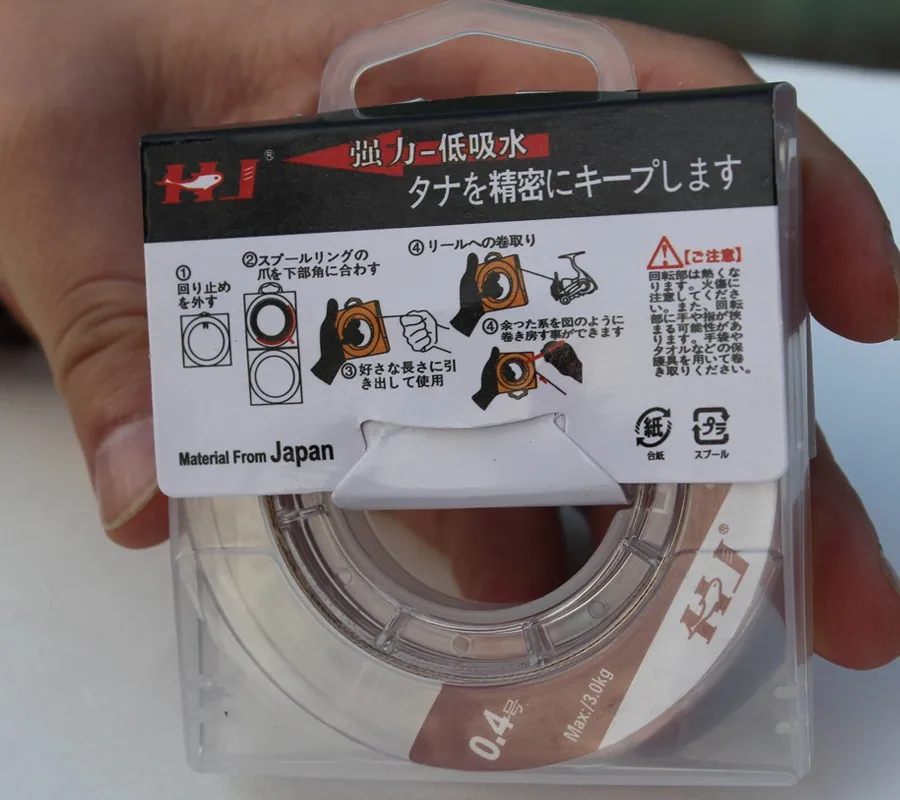 HJ®
强力-低吸水
タナを精密にキープします
①
回り止め
を外す
②スプールリングの
爪を下部角に合わす
④リールへの巻取り
③好さな長さに引
き出して使用
④余つた系を図のように
巻き房す事ができます
【ご注意】
回転部は熱くな
ります。火傷に
注意してくださ
い。また、回転
部に手や指が挟
まる可能性があ
ります。手袋や
タオルなどの保
護具を用いて巻
き取りください。
Material From Japan
紙
台紙
プラ
スプール
HJ®
0.4号
Max:/3.0kg